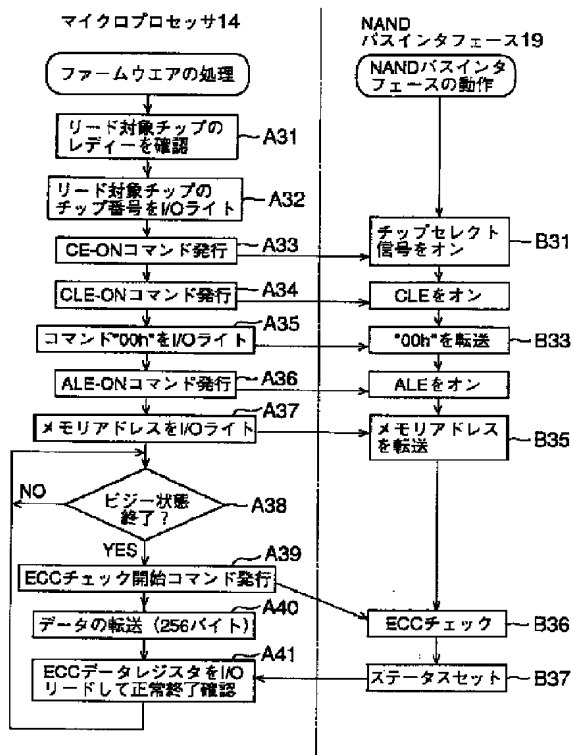 マイクロプロセッサ14
ファームウエアの処理
リード対象チップの
レディーを確認
A31
リード対象チップの
チップ番号をI/Oライト
A32
CE-ONコマンド発行
A33
CLE-ONコマンド発行
A34
コマンド"00h"をI/Oライト
A35
ALE-ONコマンド発行
A36
メモリアドレスをI/Oライト
A37
ビジー状態
終了?
A38
NO
YES
ECCチェック開始コマンド発行
A39
データの転送(256バイト)
A40
ECCデータレジスタをI/O
リードして正常終了確認
A41
NAND
バスインタフェース19
NANDバスインタ
フェースの動作
チップセレクト
信号をオン
B31
CLEをオン
"00h"を転送
B33
ALEをオン
メモリアドレス
を転送
B35
ECCチェック
B36
ステータスセット
B37